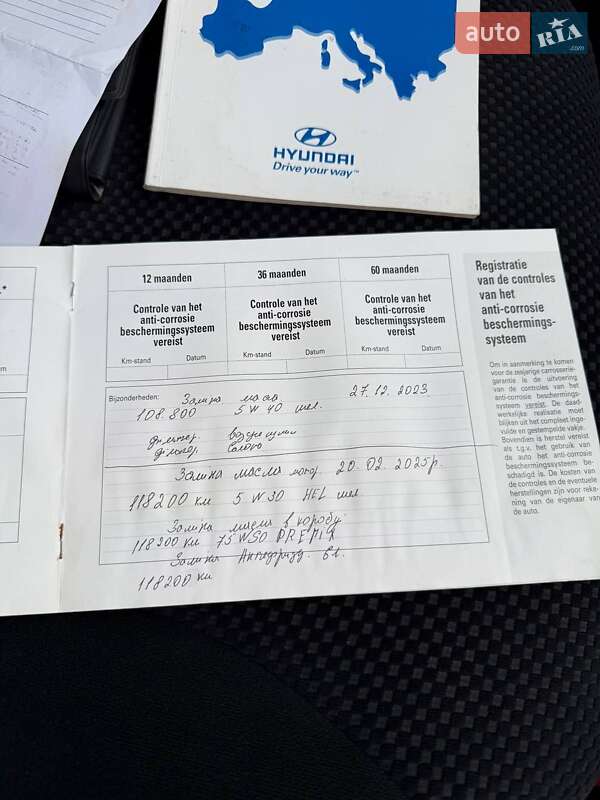 auto RIA .com
HYUNDAI
Drive your way™
12 maanden
36 maanden
60 maanden
Controle van het
anti-corrosie
beschermingssysteem
vereist
Controle van het
anti-corrosie
beschermingssysteem
vereist
Controle van het
anti-corrosie
beschermingssysteem
vereist
Km-stand Datum
Km-stand Datum
Km-stand Datum
Bijzonderheden: Заміна 27.12.2023
108.800 5W40
Заміна масла 20.02.2025р.
118200 км 5W30
Заміна масла в коробу
118200 км 75W80
Заміна
118200 км
Registratie
van de controles
van het
anti-corrosie
beschermings-
systeem
Om in aanmerking te komen
voor de zesjarige carrosserie-
garantie is de uitvoering
van de controles van het
anti-corrosie beschermings-
systeem vereist. De daad-
werkelijke realisatie moet
blijken uit het compleet inge-
vulde en gestempelde vakje.
Bovendien is herstel vereist
als t.g.v. het gebruik van
de auto het anti-corrosie
beschermingssysteem be-
schadigd is. De kosten van
de controles en de eventuele
herstellingen zijn voor reke-
ning van de eigenaar van
de auto.